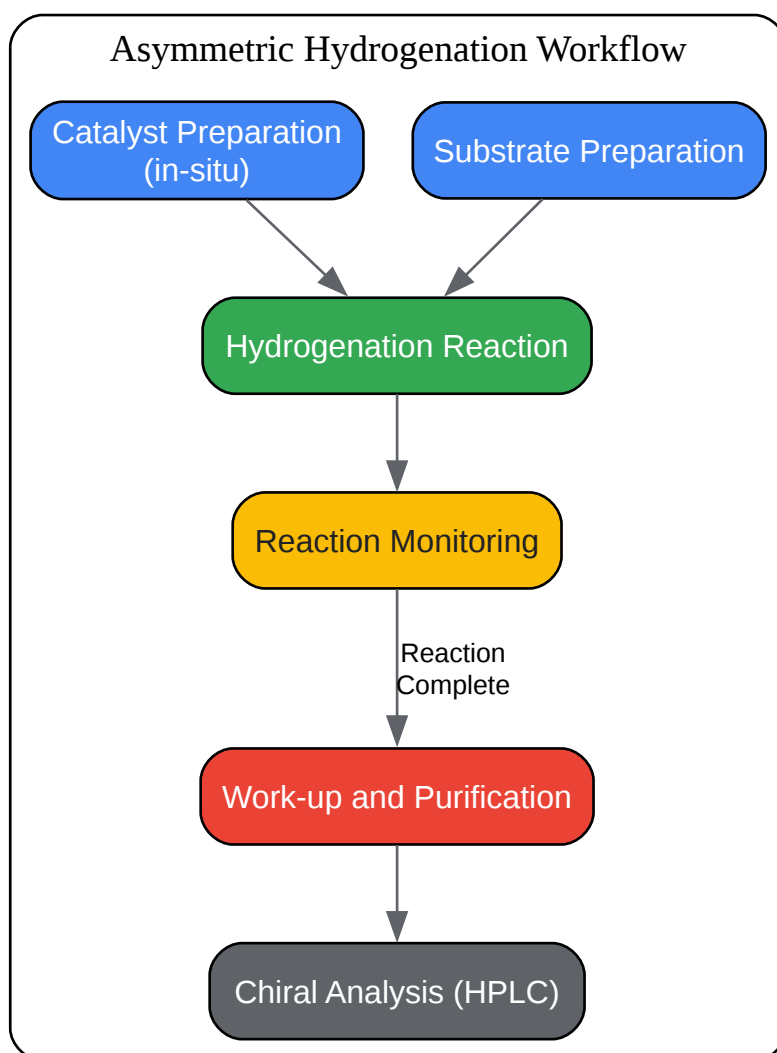 Asymmetric Hydrogenation Workflow
Catalyst Preparation
(in-situ)
Substrate Preparation
Hydrogenation Reaction
Reaction Monitoring
Reaction
Complete
Work-up and Purification
Chiral Analysis (HPLC)